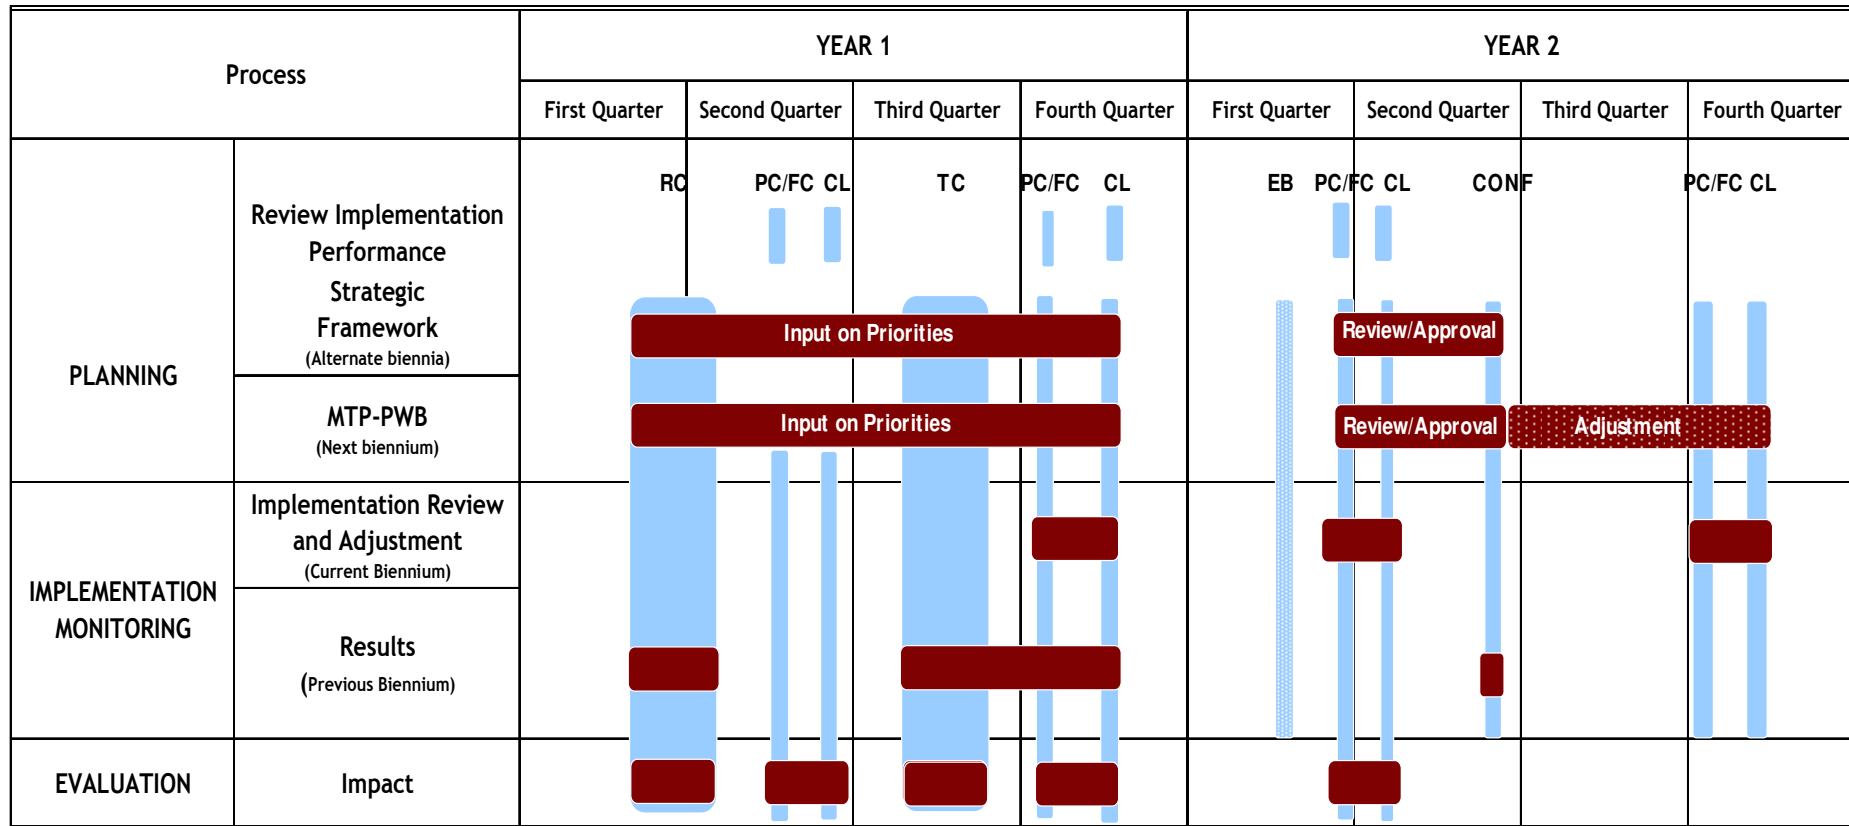 Process
YEAR 1
YEAR 2
First Quarter
Second Quarter
Third Quarter
Fourth Quarter
First Quarter
Second Quarter
Third Quarter
Fourth Quarter
RC
PC/FC
CL
TC
PC/FC
CL
EB
PC/FC
CL
CONF
PC/FC
CL
PLANNING
Review Implementation
Performance
Strategic
Framework
(Alternate biennia)
Input on Priorities
Review/Approval
MTP-PWB
(Next biennium)
Input on Priorities
Review/Approval
Adjustment
IMPLEMENTATION
MONITORING
Implementation Review
and Adjustment
(Current Biennium)
Results
(Previous Biennium)
EVALUATION
Impact